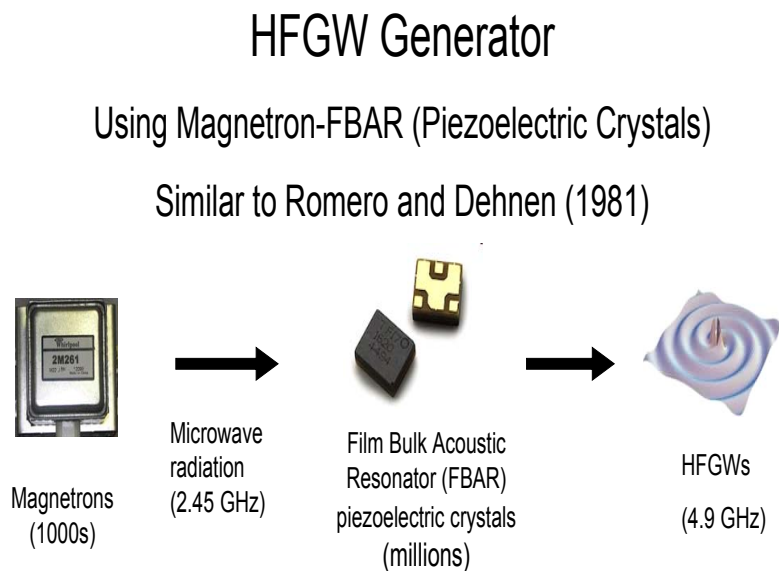 HFGW Generator
Using Magnetron-FBAR (Piezoelectric Crystals)
Similar to Romero and Dehnen (1981)
Whirlpool
2M261
Microwave
radiation
(2.45 GHz)
Magnetrons
(1000s)
Film Bulk Acoustic
Resonator (FBAR)
piezoelectric crystals
(millions)
HFGWs
(4.9 GHz)